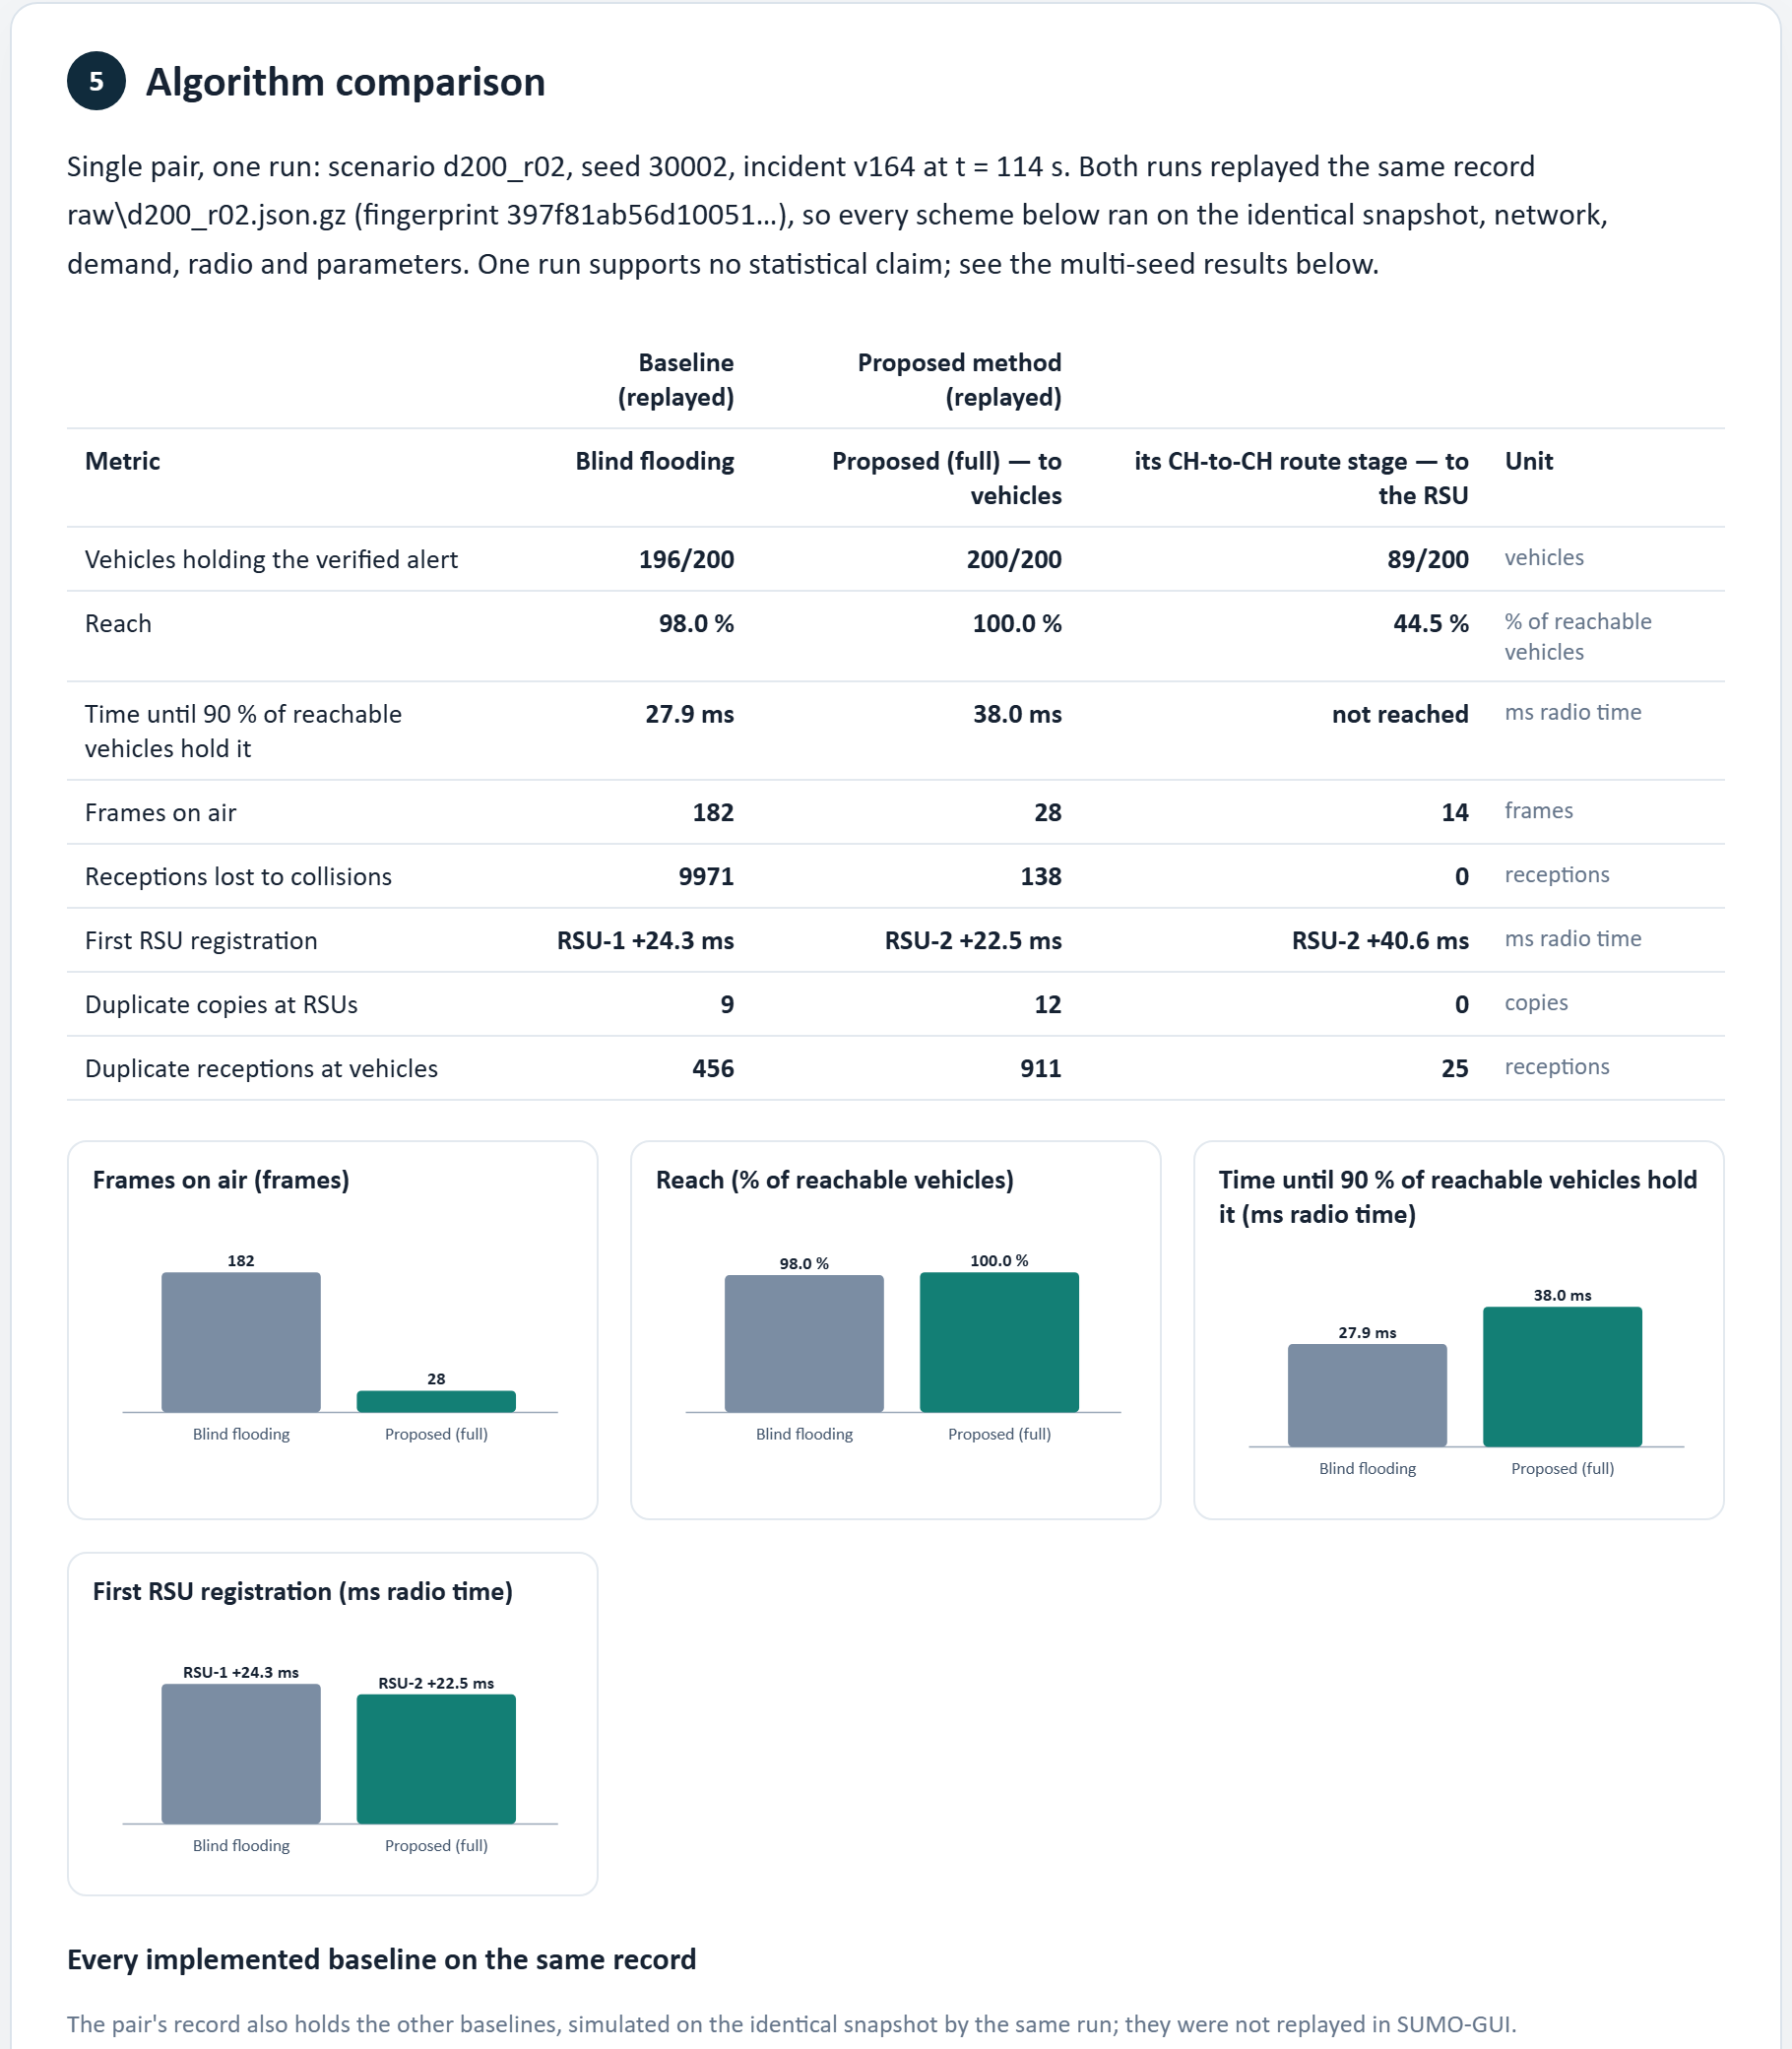 5 Algorithm comparison
Single pair, one run: scenario d200_r02, seed 30002, incident v164 at t = 114 s. Both runs replayed the same record
raw\d200_r02.json.gz (fingerprint 397f81ab56d10051...), so every scheme below ran on the identical snapshot, network,
demand, radio and parameters. One run supports no statistical claim; see the multi-seed results below.
Baseline Proposed method
(replayed) (replayed)
Metric Blind flooding Proposed (full) — to its CH-to-CH route stage — to Unit
vehicles the RSU
Vehicles holding the verified alert 196/200 200/200 89/200 vehicles
Reach 98.0 % 100.0 % 44.5 % % of reachable
vehicles
Time until 90 % of reachable 27.9 ms 38.0 ms not reached ms radio time
vehicles hold it
Frames on air 182 28 14 frames
Receptions lost to collisions 9971 138 0 receptions
First RSU registration RSU-1 +24.3 ms RSU-2 +22.5 ms RSU-2 +40.6 ms ms radio time
Duplicate copies at RSUs 9 12 0 copies
Duplicate receptions at vehicles 456 911 25 receptions
Frames on air (frames)
182
28
Blind flooding Proposed (full)
Reach (% of reachable vehicles)
98.0 % 100.0 %
Blind flooding Proposed (full)
Time until 90 % of reachable vehicles hold
it (ms radio time)
38.0 ms
27.9 ms
Blind flooding Proposed (full)
First RSU registration (ms radio time)
RSU-1 +24.3 ms RSU-2 +22.5 ms
Blind flooding Proposed (full)
Every implemented baseline on the same record
The pair's record also holds the other baselines, simulated on the identical snapshot by the same run; they were not replayed in SUMO-GUI.